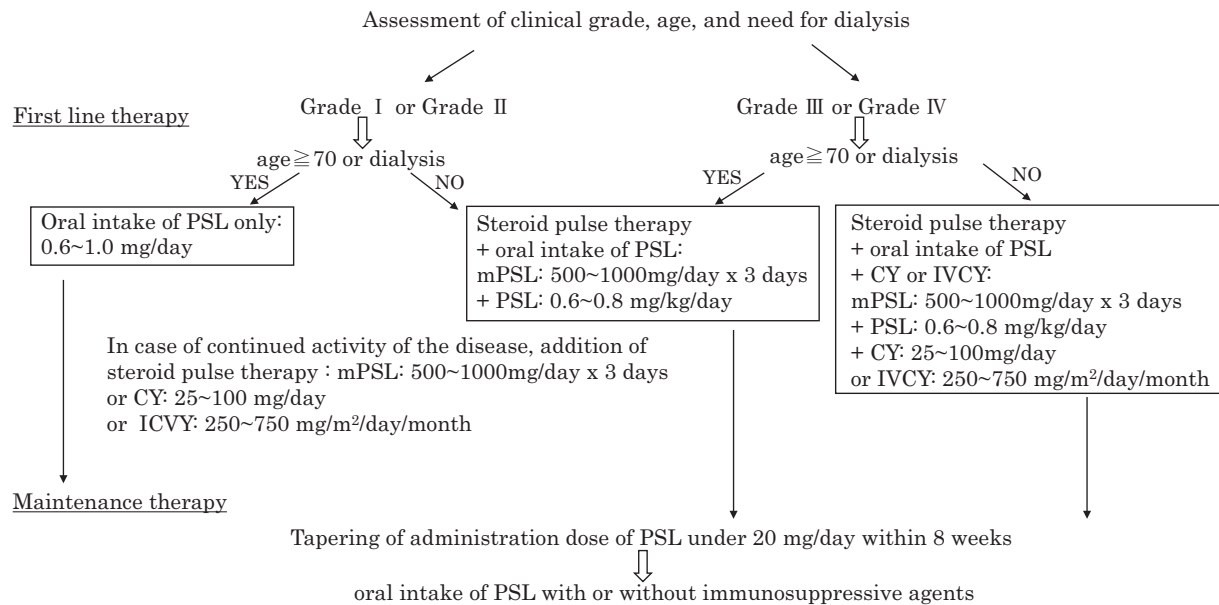 Assessment of clinical grade, age, and need for dialysis
First line therapy
Grade Ⅰ or Grade Ⅱ
Grade Ⅲ or Grade Ⅳ
age≧70 or dialysis
age≧70 or dialysis
YES
NO
YES
NO
Oral intake of PSL only:
0.6~1.0 mg/day
Steroid pulse therapy
+ oral intake of PSL:
mPSL: 500~1000mg/day x 3 days
+ PSL: 0.6~0.8 mg/kg/day
Steroid pulse therapy
+ oral intake of PSL
+ CY or IVCY:
mPSL: 500~1000mg/day x 3 days
+ PSL: 0.6~0.8 mg/kg/day
+ CY: 25~100mg/day
or IVCY: 250~750 mg/m²/day/month
In case of continued activity of the disease, addition of
steroid pulse therapy : mPSL: 500~1000mg/day x 3 days
or CY: 25~100 mg/day
or ICVY: 250~750 mg/m²/day/month
Maintenance therapy
Tapering of administration dose of PSL under 20 mg/day within 8 weeks
oral intake of PSL with or without immunosuppressive agents